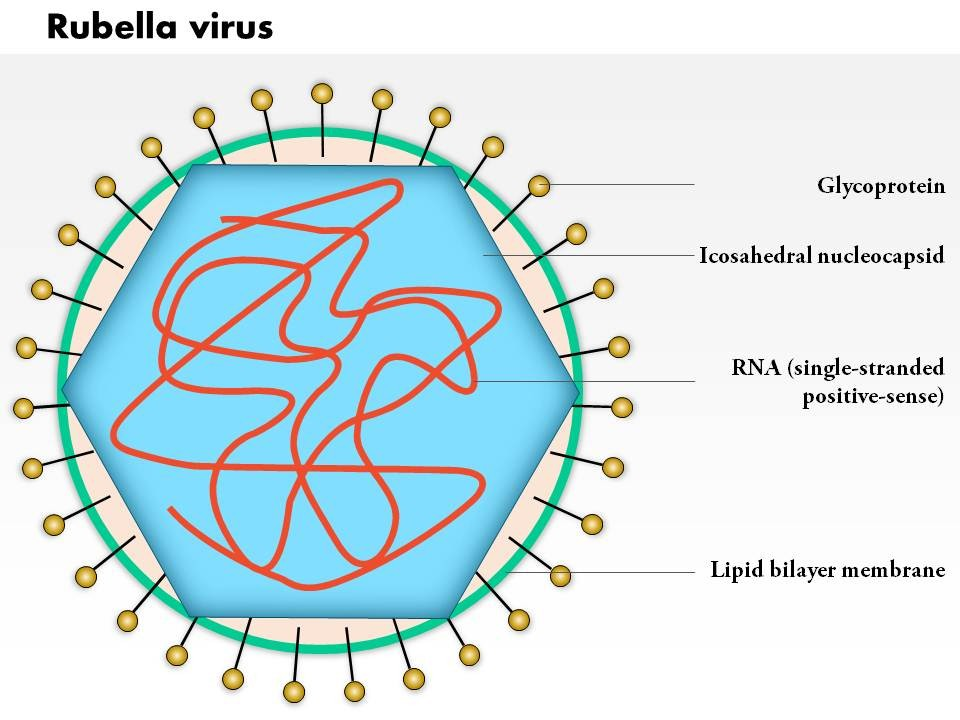 Rubella virus
Glycoprotein
Icosahedral nucleocapsid
RNA (single-stranded
positive-sense)
Lipid bilayer membrane